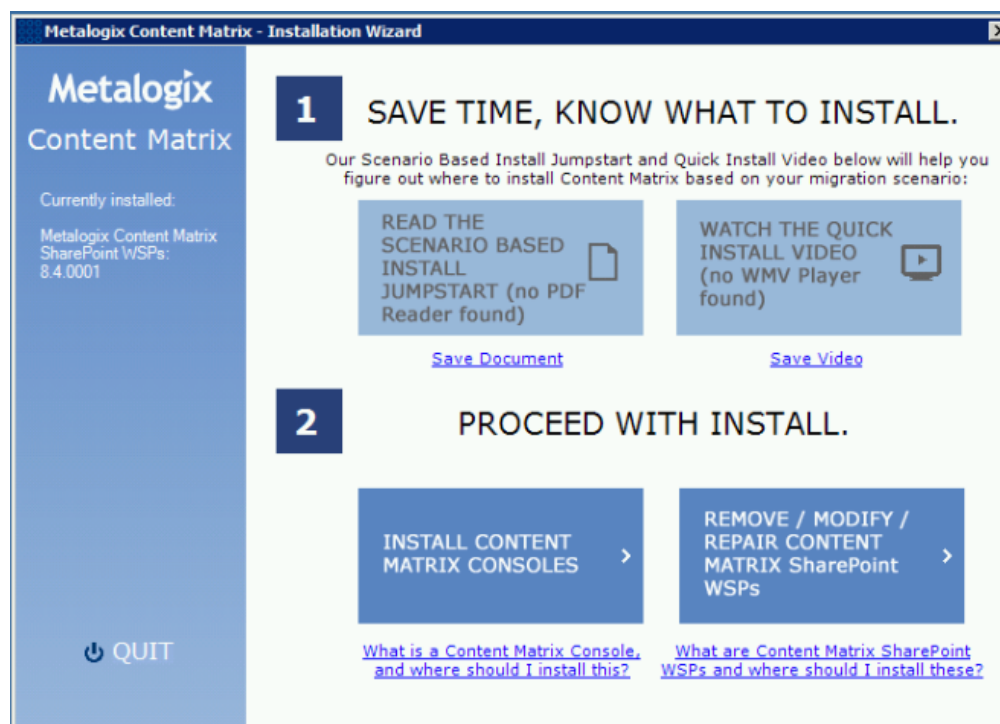 Metalogix Content Matrix - Installation Wizard
Metalogix
Content Matrix
Currently installed:
Metalogix Content Matrix
SharePoint WSPs:
8.4.0001
QUIT
1
SAVE TIME, KNOW WHAT TO INSTALL.
Our Scenario Based Install Jumpstart and Quick Install Video below will help you
figure out where to install Content Matrix based on your migration scenario:
READ THE
SCENARIO BASED
INSTALL
JUMPSTART (no PDF
Reader found)
WATCH THE QUICK
INSTALL VIDEO
(no WMV Player
found)
Save Document
Save Video
2
PROCEED WITH INSTALL.
INSTALL CONTENT
MATRIX CONSOLES
REMOVE / MODIFY /
REPAIR CONTENT
MATRIX SharePoint
WSPs
What is a Content Matrix Console,
and where should I install this?
What are Content Matrix SharePoint
WSPs and where should I install these?